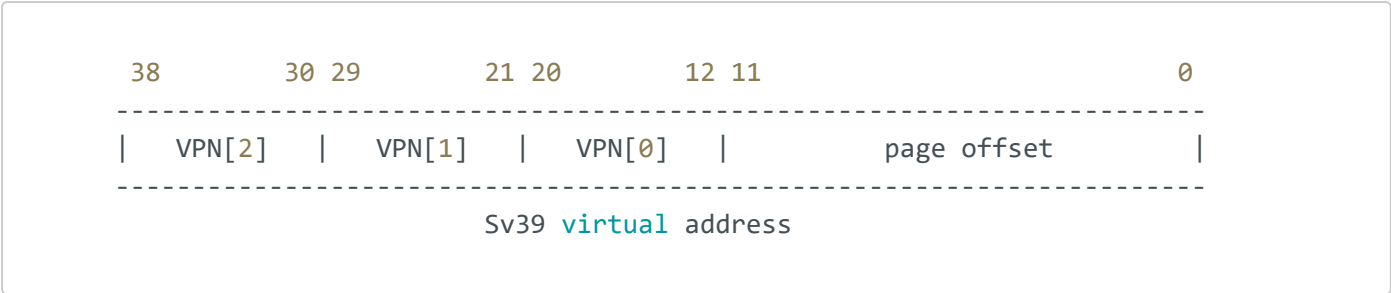 38 30 29 21 20 12 11 0
-----------------------------------------------------------------------
| VPN[2] | VPN[1] | VPN[0] | page offset |
-----------------------------------------------------------------------
Sv39 virtual address